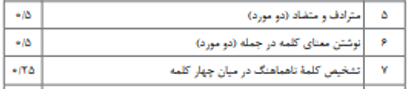 ۵ مترادف و متضاد (دو مورد) ۰/۵
۶ نوشتن معنای کلمه در جمله (دو مورد) ۰/۵
۷ تشخیص کلمهٔ ناهماهنگ در میان چهار کلمه ۰/۲۵